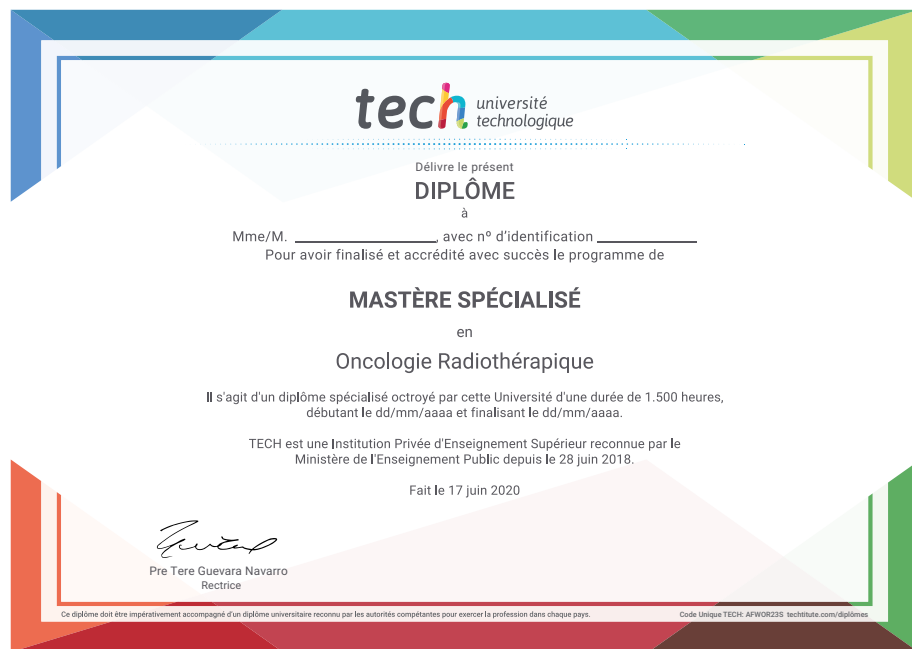 tech université
technologique
Délivre le présent
DIPLÔME
à
Mme/M. ____________, avec nº d'identification ____________
Pour avoir finalisé et accrédité avec succès le programme de
MASTÈRE SPÉCIALISÉ
en
Oncologie Radiothérapique
Il s'agit d'un diplôme spécialisé octroyé par cette Université d'une durée de 1.500 heures,
débutant le dd/mm/aaaa et finalisant le dd/mm/aaaa.
TECH est une Institution Privée d'Enseignement Supérieur reconnue par le
Ministère de l'Enseignement Public depuis le 28 juin 2018.
Fait le 17 juin 2020
Pre Tere Guevara Navarro
Rectrice
Ce diplôme doit être impérativement accompagné d'un diplôme universitaire reconnu par les autorités compétantes pour exercer la profession dans chaque pays.
Code Unique TECH: AFWOR23S techtitute.com/diplômes